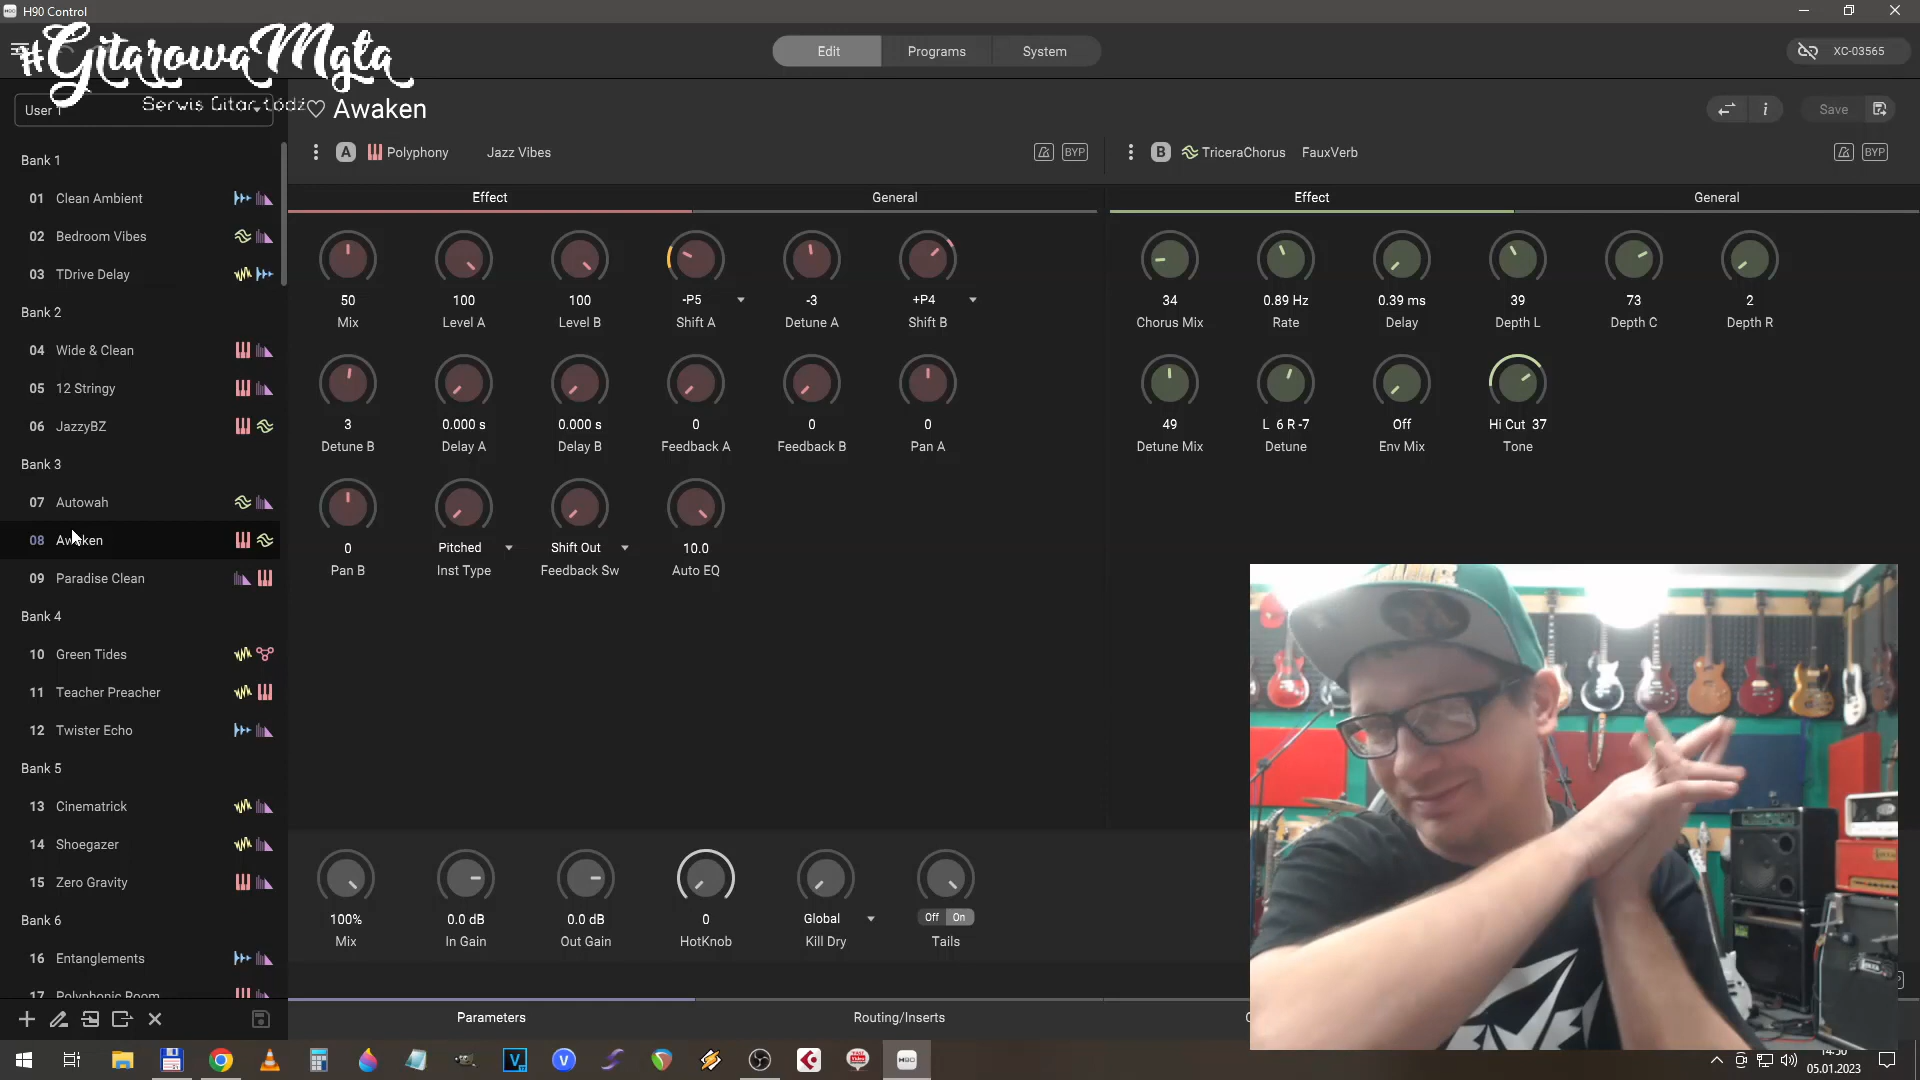 H90 Control
#GitarowaMgła
Serwis Gitar Łódź
Edit
Programs
System
XC-03565
User 1
Awaken
Save
A
Polyphony
Jazz Vibes
BYP
B
TriceraChorus
FauxVerb
BYP
Effect
General
Effect
General
Bank 1
01 Clean Ambient
02 Bedroom Vibes
03 TDrive Delay
Bank 2
04 Wide & Clean
05 12 Stringy
06 JazzyBZ
Bank 3
07 Autowah
08 Awaken
09 Paradise Clean
Bank 4
10 Green Tides
11 Teacher Preacher
12 Twister Echo
Bank 5
13 Cinematrick
14 Shoegazer
15 Zero Gravity
Bank 6
16 Entanglements
17 Polyphonic Room
50 100 100 -P5 -3 +P4
Mix Level A Level B Shift A Detune A Shift B
3 0.000 s 0.000 s 0 0 0
Detune B Delay A Delay B Feedback A Feedback B Pan A
0 Pitched Shift Out 10.0
Pan B Inst Type Feedback Sw Auto EQ
34 0.89 Hz 0.39 ms 39 73 2
Chorus Mix Rate Delay Depth L Depth C Depth R
49 L 6 R -7 Off Hi Cut 37
Detune Mix Detune Env Mix Tone
100% 0.0 dB 0.0 dB 0 Global Off On
Mix In Gain Out Gain HotKnob Kill Dry Tails
Parameters
Routing/Inserts
14:50
05.01.2023